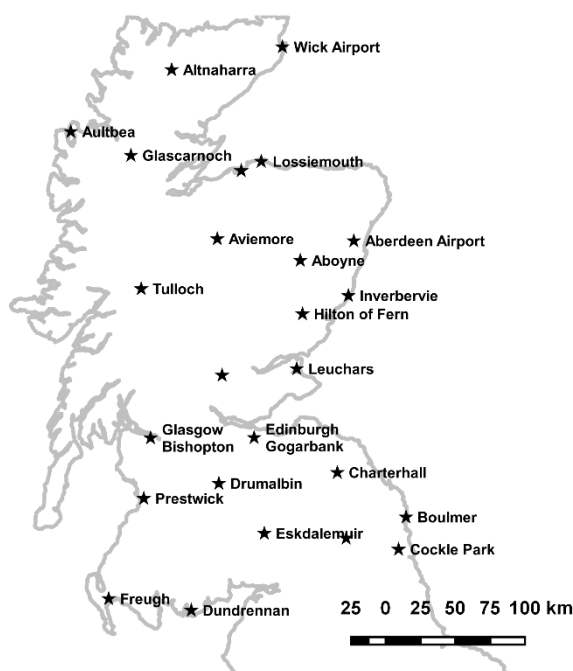 Wick Airport
Altnaharra
Aultbea
Glascarnoch
Lossiemouth
Aviemore
Aberdeen Airport
Aboyne
Tulloch
Inverbervie
Hilton of Fern
Leuchars
Glasgow
Bishopton
Edinburgh
Gogarbank
Charterhall
Drumalbin
Prestwick
Boulmer
Eskdalemuir
Cockle Park
Freugh
Dundrennan
25 0 25 50 75 100 km